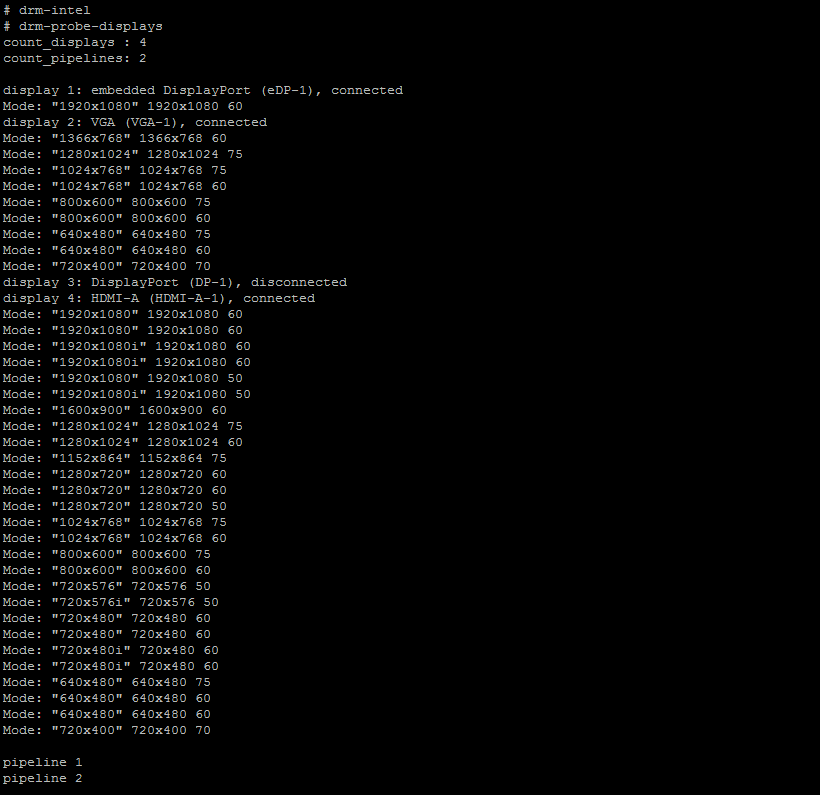 # drm-intel
# drm-probe-displays
count_displays : 4
count_pipelines: 2

display 1: embedded DisplayPort (eDP-1), connected
Mode: "1920x1080" 1920x1080 60
display 2: VGA (VGA-1), connected
Mode: "1366x768" 1366x768 60
Mode: "1280x1024" 1280x1024 75
Mode: "1024x768" 1024x768 75
Mode: "1024x768" 1024x768 60
Mode: "800x600" 800x600 75
Mode: "800x600" 800x600 60
Mode: "640x480" 640x480 75
Mode: "640x480" 640x480 60
Mode: "720x400" 720x400 70
display 3: DisplayPort (DP-1), disconnected
display 4: HDMI-A (HDMI-A-1), connected
Mode: "1920x1080" 1920x1080 60
Mode: "1920x1080" 1920x1080 60
Mode: "1920x1080i" 1920x1080 60
Mode: "1920x1080i" 1920x1080 60
Mode: "1920x1080" 1920x1080 50
Mode: "1920x1080i" 1920x1080 50
Mode: "1600x900" 1600x900 60
Mode: "1280x1024" 1280x1024 75
Mode: "1280x1024" 1280x1024 60
Mode: "1152x864" 1152x864 75
Mode: "1280x720" 1280x720 60
Mode: "1280x720" 1280x720 60
Mode: "1280x720" 1280x720 50
Mode: "1024x768" 1024x768 75
Mode: "1024x768" 1024x768 60
Mode: "800x600" 800x600 75
Mode: "800x600" 800x600 60
Mode: "720x576" 720x576 50
Mode: "720x576i" 720x576 50
Mode: "720x480" 720x480 60
Mode: "720x480" 720x480 60
Mode: "720x480i" 720x480 60
Mode: "720x480i" 720x480 60
Mode: "640x480" 640x480 75
Mode: "640x480" 640x480 60
Mode: "640x480" 640x480 60
Mode: "720x400" 720x400 70

pipeline 1
pipeline 2